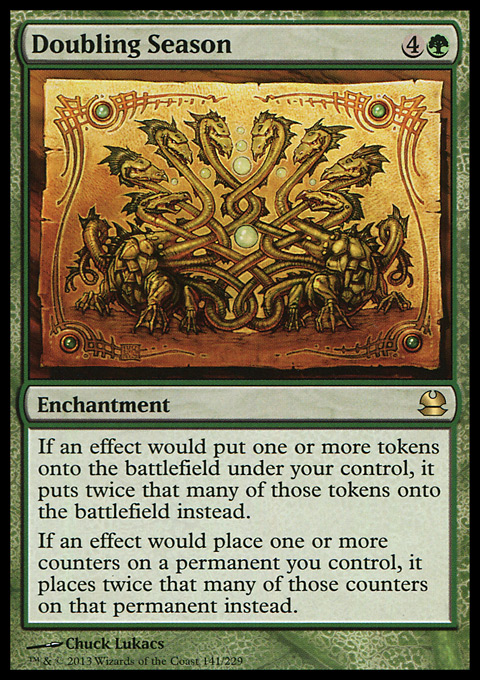 Doubling Season 4
Enchantment
If an effect would put one or more tokens
onto the battlefield under your control, it
puts twice that many of those tokens onto
the battlefield instead.
If an effect would place one or more
counters on a permanent you control, it
places twice that many of those counters
on that permanent instead.
Chuck Lukacs
™ & © 2013 Wizards of the Coast 141/229